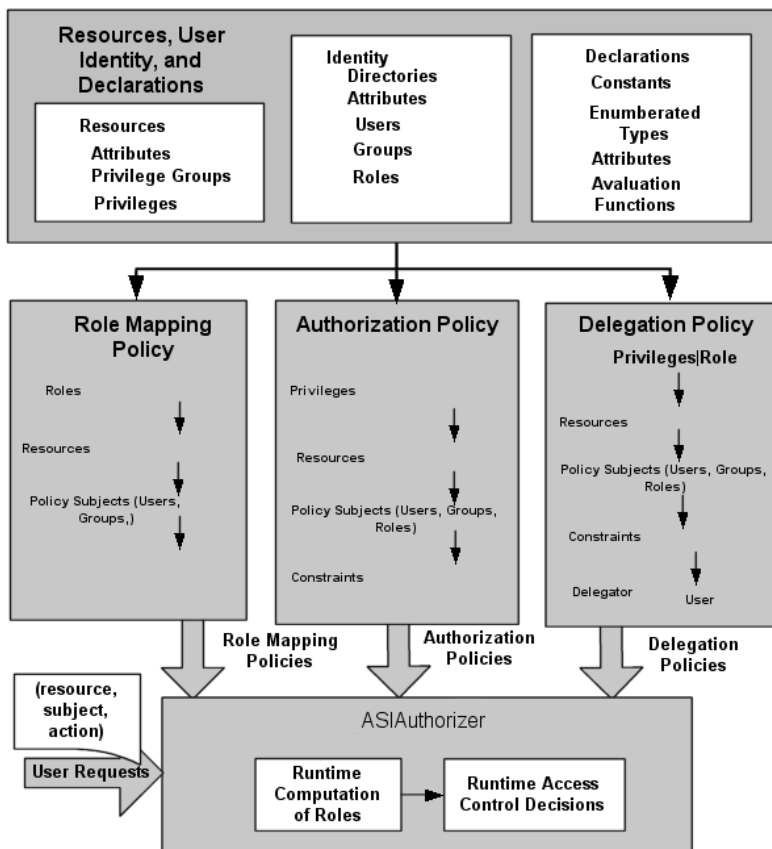 Resources, User
Identity, and
Declarations
Resources
Attributes
Privilege Groups
Privileges
Identity
Directories
Attributes
Users
Groups
Roles
Declarations
Constants
Enumberated
Types
Attributes
Avaluation
Functions
Role Mapping
Policy
Roles
Resources
Policy Subjects (Users,
Groups,)
Authorization Policy
Privileges
Resources
Policy Subjects (Users, Groups,
Roles)
Constraints
Delegation Policy
Privileges|Role
Resources
Policy Subjects (Users, Groups,
Roles)
Constraints
Delegator
User
Role Mapping
Policies
Authorization
Policies
Delegation
Policies
(resource,
subject,
action)
User Requests
ASIAuthorizer
Runtime
Computation
of Roles
Runtime Access
Control Decisions